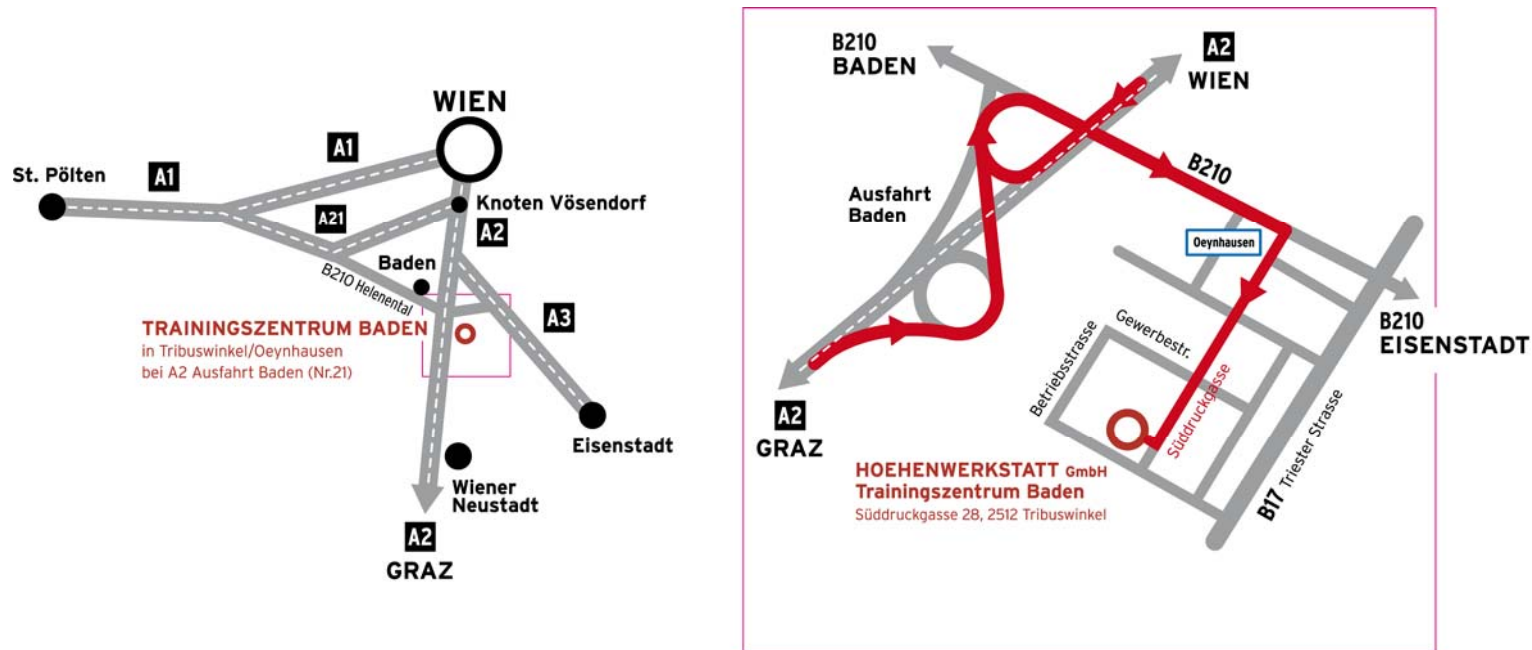 WIEN
A1
A1
St. Pölten
A21
Knoten Vösendorf
A2
Baden
B210 Helenental
TRAININGSZENTRUM BADEN
in Tribuswinkel/Oeynhausen
bei A2 Ausfahrt Baden (Nr.21)
A3
Eisenstadt
Wiener
Neustadt
A2
GRAZ
B210
BADEN
A2
WIEN
B210
Ausfahrt
Baden
Oeynhausen
B210
EISENSTADT
Gewerbestr.
Betriebsstrasse
Süddruckgasse
B17 Triester Strasse
A2
GRAZ
HOEHENWERKSTATT GmbH
Trainingszentrum Baden
Süddruckgasse 28, 2512 Tribuswinkel